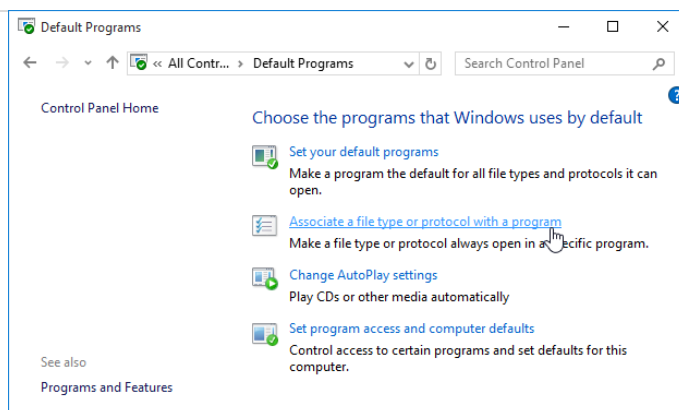 Default Programs
« All Contr... › Default Programs
Search Control Panel
Control Panel Home
?
Choose the programs that Windows uses by default
Set your default programs
Make a program the default for all file types and protocols it can
open.
Associate a file type or protocol with a program
Make a file type or protocol always open in a ecific program.
Change AutoPlay settings
Play CDs or other media automatically
Set program access and computer defaults
Control access to certain programs and set defaults for this
computer.
See also
Programs and Features